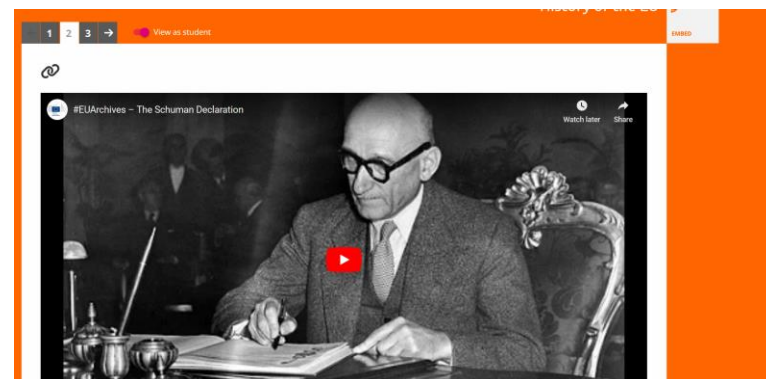 History of the EU
1 2 3 → View as student
EMBED
#EUArchives – The Schuman Declaration
Watch later Share